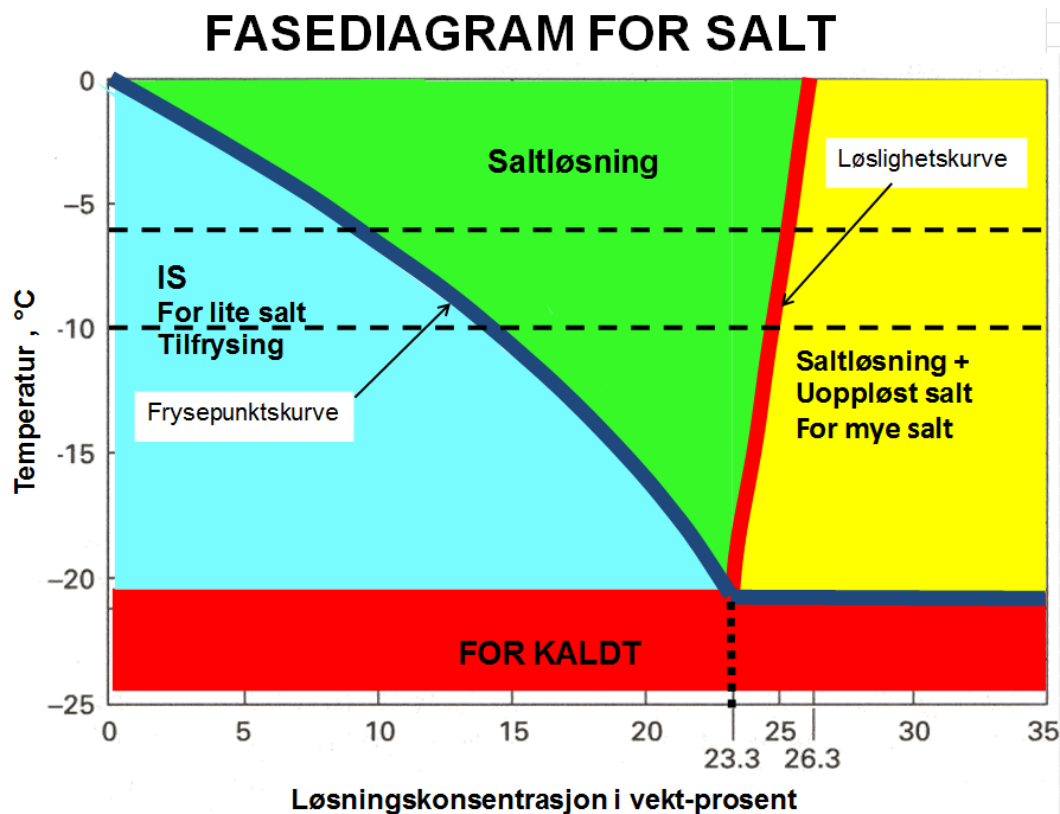 FASEDIAGRAM FOR SALT
0
Saltløsning
Løslighetskurve
–5
IS
For lite salt
Tilfrysing
-10
Saltløsning +
Uoppløst salt
For mye salt
Frysepunktskurve
Temperatur , °C
-15
–20
FOR KALDT
–25
0 5 10 15 20 25 30 35
23.3 26.3
Løsningskonsentrasjon i vekt-prosent